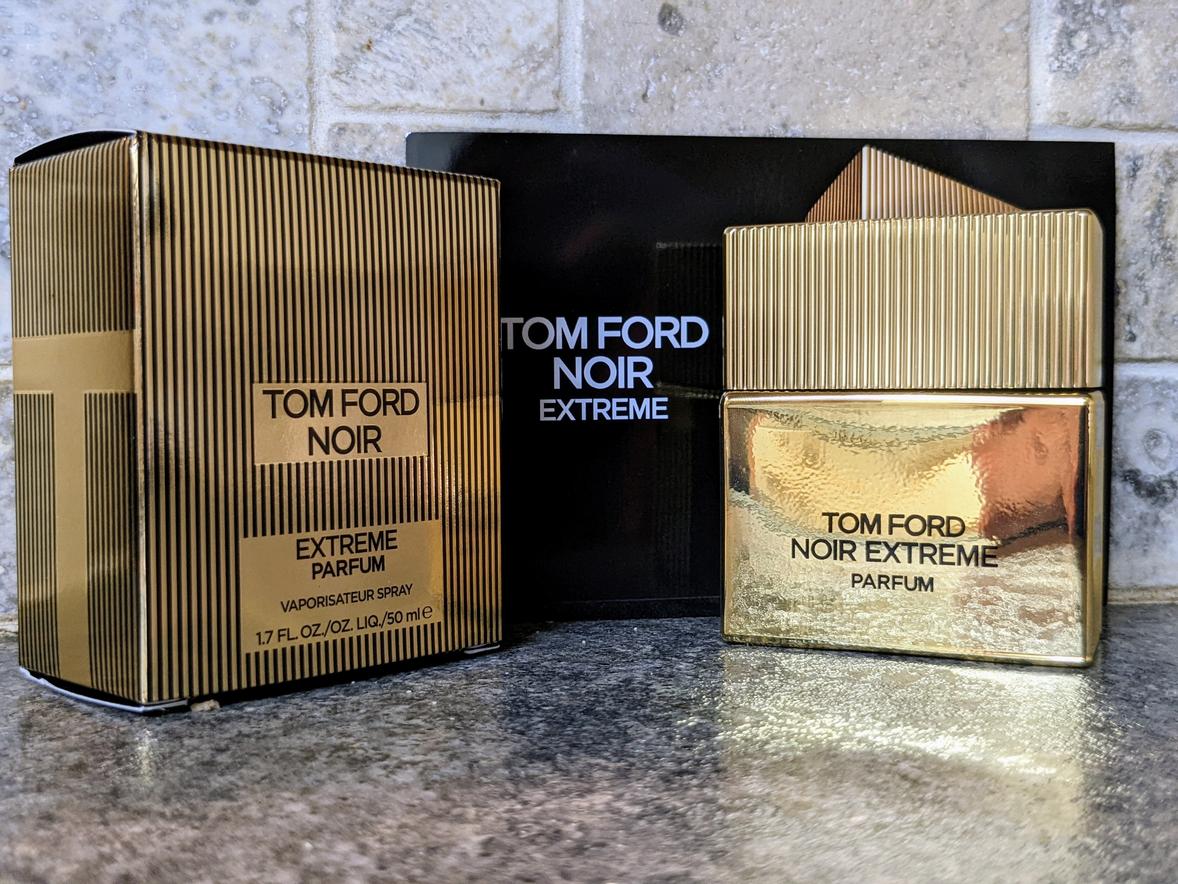 TOM FORD
NOIR
EXTREME
PARFUM
VAPORISATEUR SPRAY
1.7 FL. OZ./OZ. LIQ./50 ml ℮
TOM FORD
NOIR
EXTREME
TOM FORD
NOIR EXTREME
PARFUM